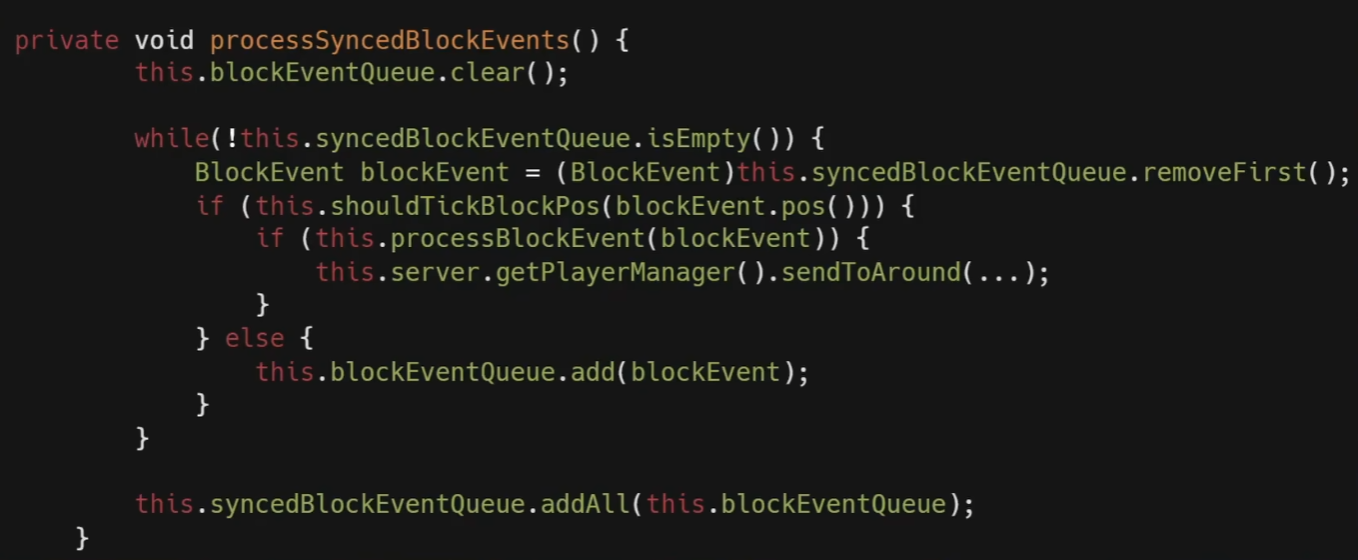 private void processSyncedBlockEvents() {
        this.blockEventQueue.clear();

        while(!this.syncedBlockEventQueue.isEmpty()) {
            BlockEvent blockEvent = (BlockEvent)this.syncedBlockEventQueue.removeFirst();
            if (this.shouldTickBlockPos(blockEvent.pos())) {
                if (this.processBlockEvent(blockEvent)) {
                    this.server.getPlayerManager().sendToAround(...);
                }
            } else {
                this.blockEventQueue.add(blockEvent);
            }
        }

        this.syncedBlockEventQueue.addAll(this.blockEventQueue);
    }